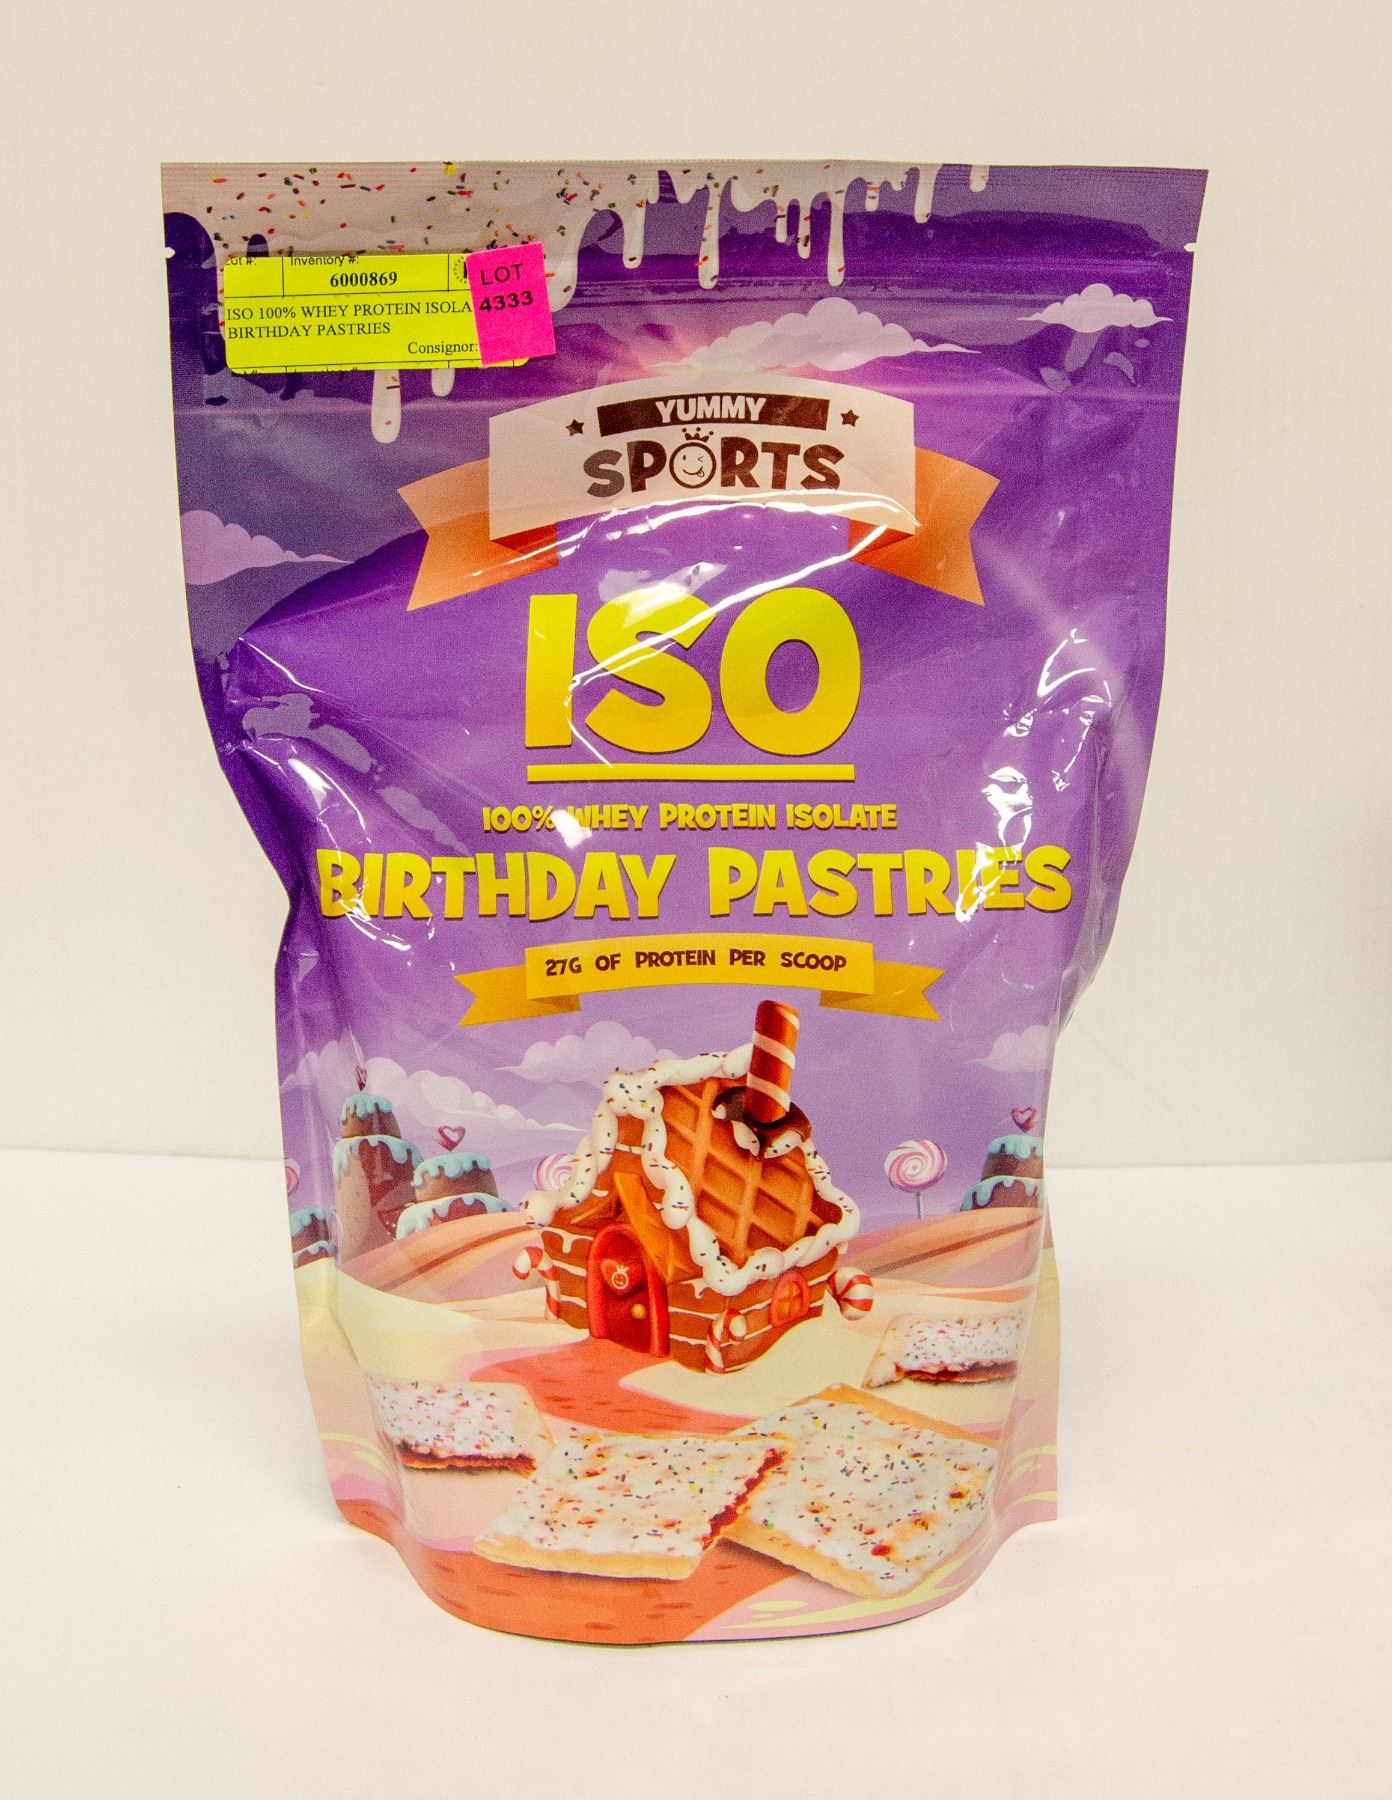 Lot #:
Inventory #:
6000869
LOT
4333
ISO 100% WHEY PROTEIN
BIRTHDAY PASTRIES
Consignor:
YUMMY
SPORTS
ISO
100% WHEY PROTEIN ISOLATE
BIRTHDAY PASTRIES
27G OF PROTEIN PER SCOOP